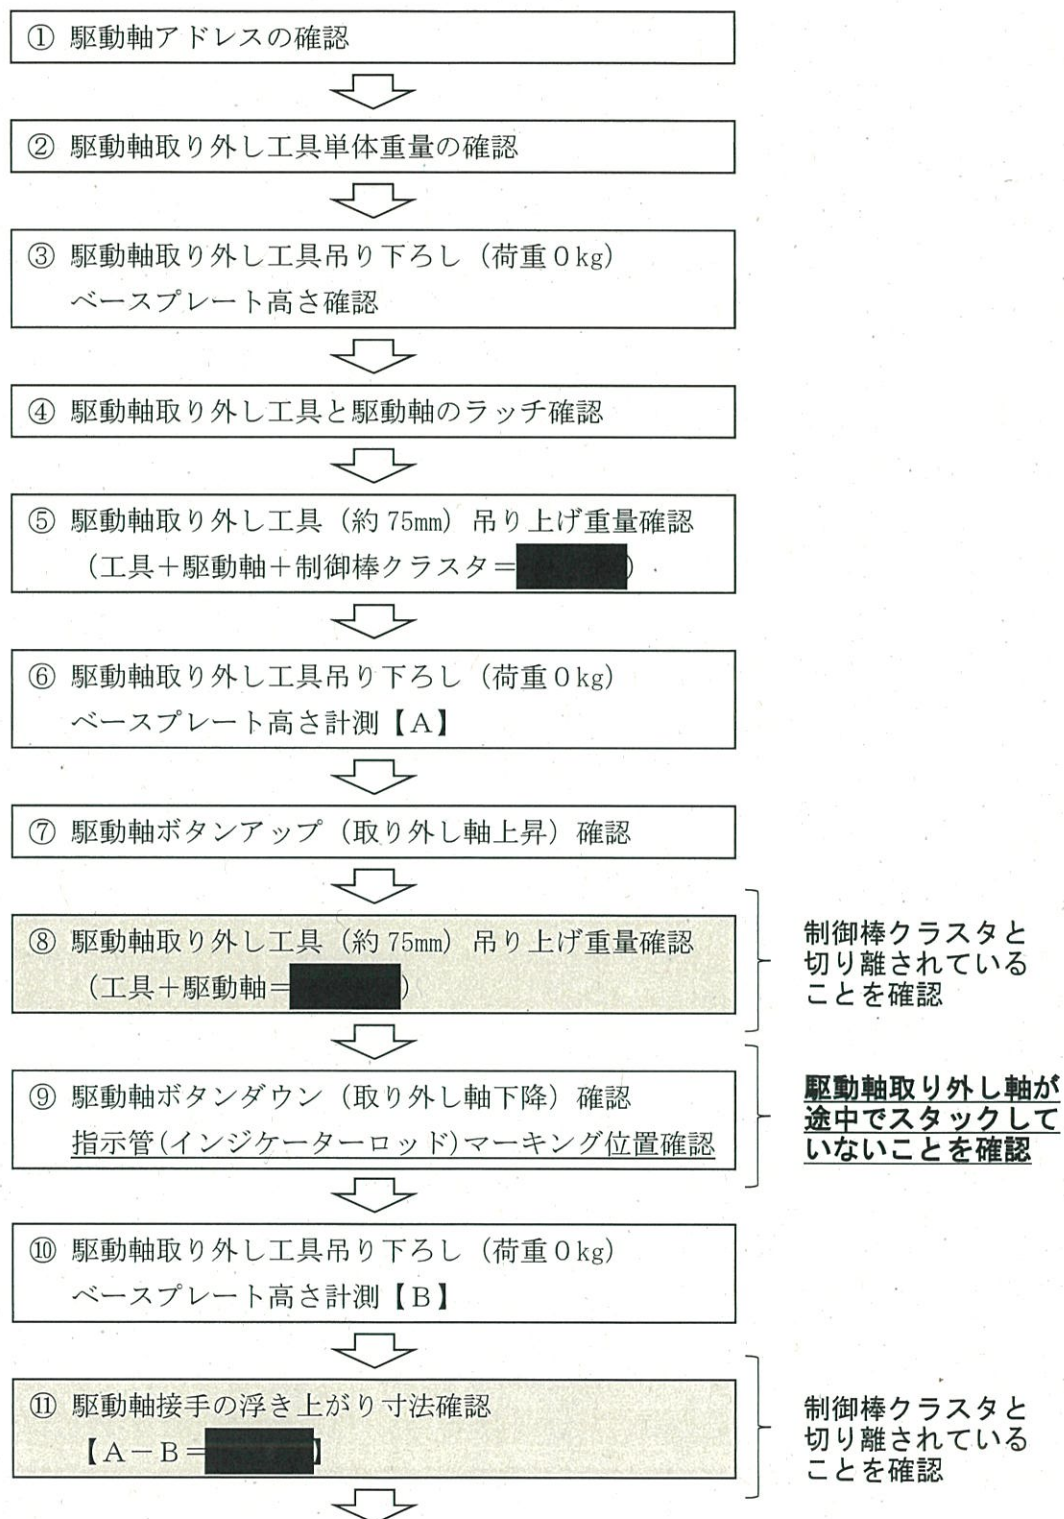 ① 駆動軸アドレスの確認
② 駆動軸取り外し工具単体重量の確認
③ 駆動軸取り外し工具吊り下ろし（荷重０kg）
ベースプレート高さ確認
④ 駆動軸取り外し工具と駆動軸のラッチ確認
⑤ 駆動軸取り外し工具（約 75mm）吊り上げ重量確認
（工具＋駆動軸＋制御棒クラスタ＝）
⑥ 駆動軸取り外し工具吊り下ろし（荷重０kg）
ベースプレート高さ計測【Ａ】
⑦ 駆動軸ボタンアップ（取り外し軸上昇）確認
⑧ 駆動軸取り外し工具（約 75mm）吊り上げ重量確認
（工具＋駆動軸＝）
制御棒クラスタと
切り離されている
ことを確認
⑨ 駆動軸ボタンダウン（取り外し軸下降）確認
指示管(インジケーターロッド)マーキング位置確認
駆動軸取り外し軸が
途中でスタックして
いないことを確認
⑩ 駆動軸取り外し工具吊り下ろし（荷重０kg）
ベースプレート高さ計測【Ｂ】
⑪ 駆動軸接手の浮き上がり寸法確認
【Ａ－Ｂ＝】
制御棒クラスタと
切り離されている
ことを確認